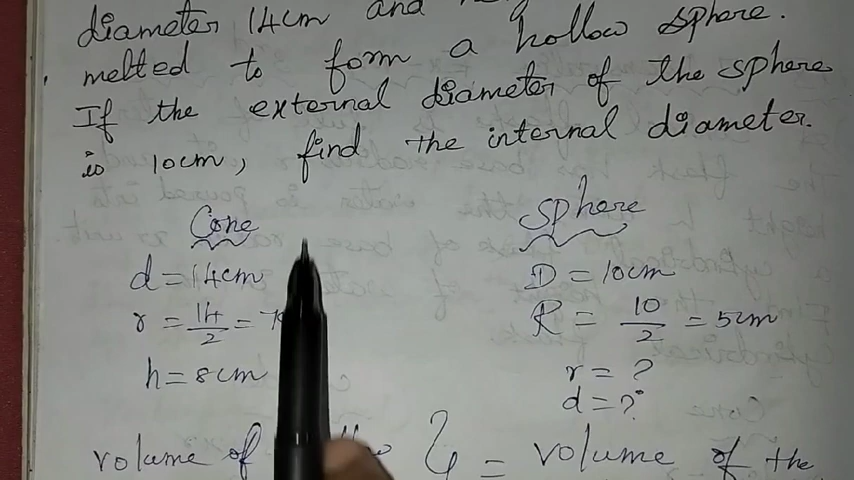 diameter 14cm and
melted to form a hollow sphere.
If the external diameter of the sphere
is 10cm, find the internal diameter.
Cone sphere
d = 14cm D = 10cm
r = 14/2 = 7 R = 10/2 = 5cm
h = 8cm r = ?
d = ?
volume of = volume of the